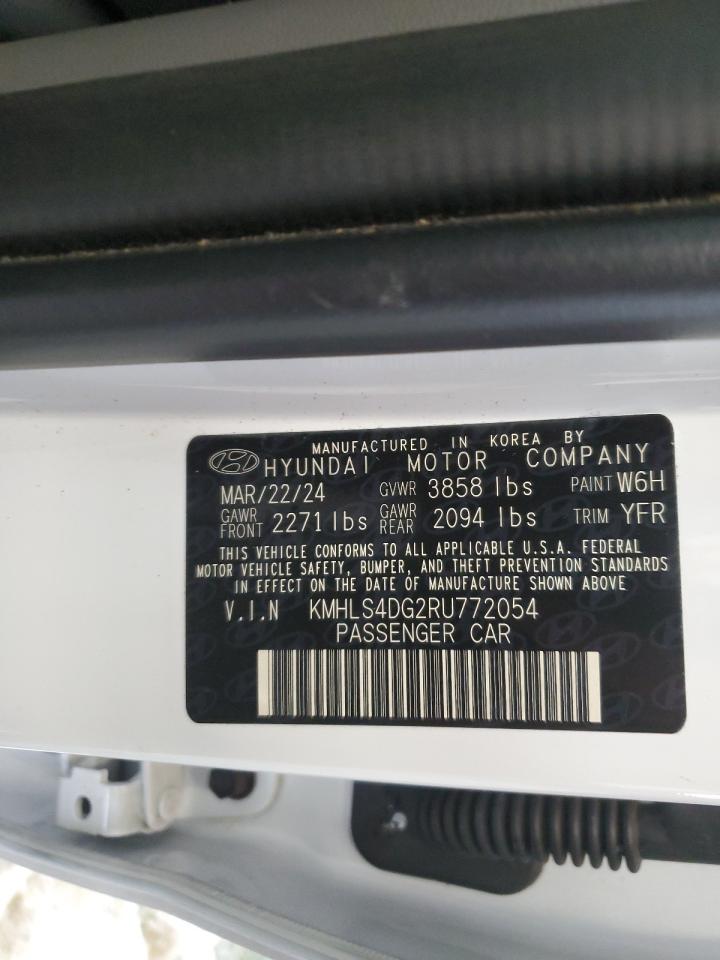 MANUFACTURED IN KOREA BY
HYUNDAI MOTOR COMPANY
MAR/22/24 GVWR 3858 lbs PAINT W6H
GAWR FRONT 2271 lbs GAWR REAR 2094 lbs TRIM YFR
THIS VEHICLE CONFORMS TO ALL APPLICABLE U.S.A. FEDERAL
MOTOR VEHICLE SAFETY, BUMPER, AND THEFT PREVENTION STANDARDS
IN EFFECT ON THE DATE OF MANUFACTURE SHOWN ABOVE
V.I.N KMHLS4DG2RU772054
PASSENGER CAR